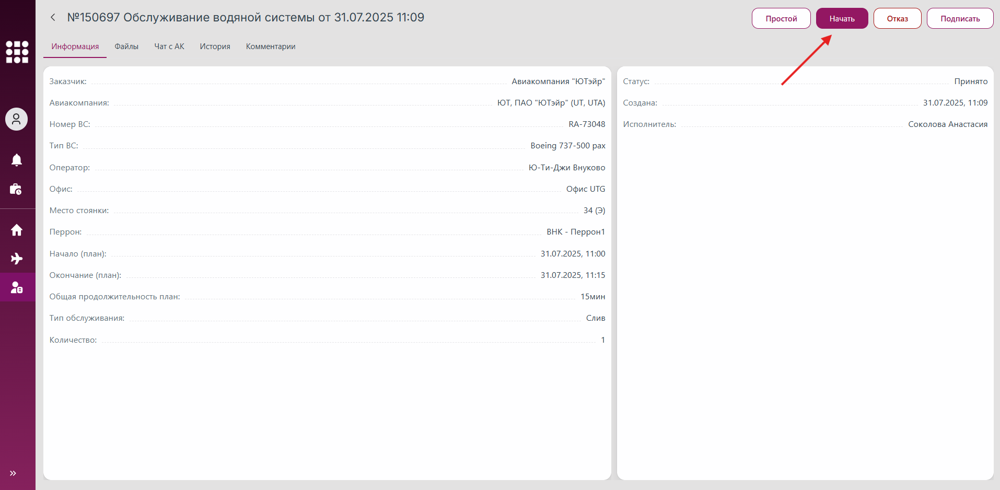 №150697 Обслуживание водяной системы от 31.07.2025 11:09
Простой
Начать
Отказ
Подписать
Информация
Файлы
Чат с АК
История
Комментарии
Заказчик: Авиакомпания "ЮТэйр"
Авиакомпания: ЮТ, ПАО "ЮТэйр" (UT, UTA)
Номер ВС: RA-73048
Тип ВС: Boeing 737-500 pax
Оператор: Ю-Ти-Джи Внуково
Офис: Офис UTG
Место стоянки: 34 (Э)
Перрон: ВНК - Перрон1
Начало (план): 31.07.2025, 11:00
Окончание (план): 31.07.2025, 11:15
Общая продолжительность план: 15мин
Тип обслуживания: Слив
Количество: 1
Статус: Принято
Создана: 31.07.2025, 11:09
Исполнитель: Соколова Анастасия